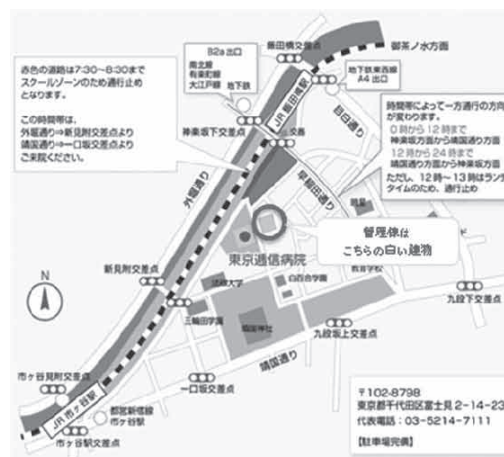 御茶ノ水方面
飯田橋交差点
B2a 出口
南北線
有楽町線
大江戸線
地下鉄
地下鉄東西線
A4 出口
JR 飯田橋駅
目白通り
赤色の道路は7:30~8:30まで
スクールゾーンのため通行止め
となります。
この時間帯は、
外堀通り⇒新見附交差点より
靖国通り⇒一口坂交差点より
ご来院ください。
神楽坂下交差点
交番
時間帯によって一方通行の方向
が変わります。
0時から12時まで
神楽坂方面から靖国通り方面
12時から24時まで
靖国通り方面から神楽坂方面
ただし、12時~13時はランチ
タイムのため、通行止め
外堀通り
早稲田通り
管理棟は
こちらの白い建物
東京逓信病院
新見附交差点
法政大学
白百合学園
教育学校
N
三輪田学園
靖国神社
九段下交差点
九段坂上交差点
靖国通り
一口坂交差点
市ヶ谷見附交差点
JR 市ヶ谷駅
都営新宿線
市ヶ谷駅
市ヶ谷駅交差点
〒102-8798
東京都千代田区富士見 2-14-23
代表電話:03-5214-7111
【駐車場完備】